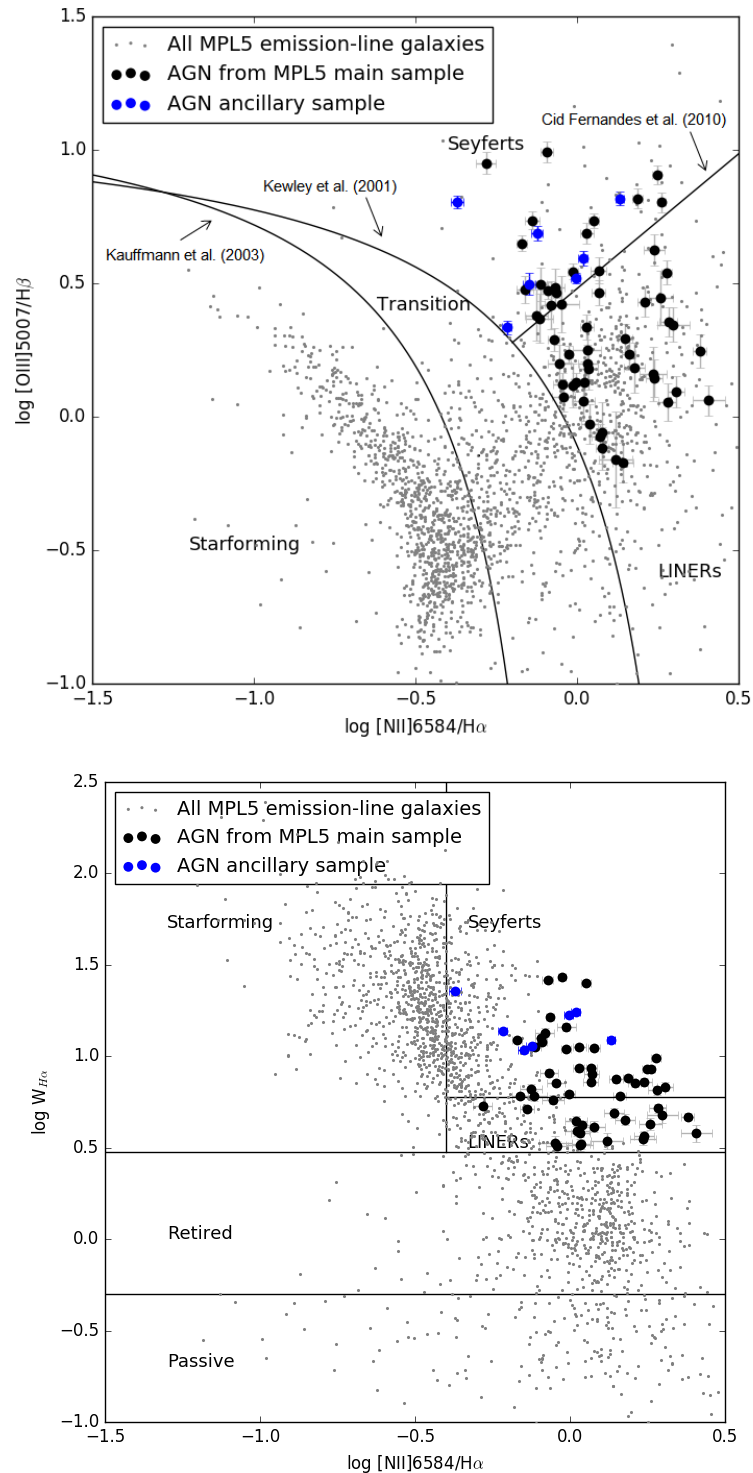 1.5
All MPL5 emission-line galaxies
AGN from MPL5 main sample
AGN ancillary sample
Cid Fernandes et al. (2010)
Seyferts
1.0
Kewley et al. (2001)
Kauffmann et al. (2003)
0.5
Transition
log [OIII]5007/Hβ
0.0
Starforming
−0.5
LINERs
−1.0
−1.5 −1.0 −0.5 0.0 0.5
log [NII]6584/Hα
2.5
All MPL5 emission-line galaxies
AGN from MPL5 main sample
AGN ancillary sample
2.0
Starforming Seyferts
1.5
1.0
log W_Hα
0.5
LINERs
Retired
0.0
−0.5
Passive
−1.0
−1.5 −1.0 −0.5 0.0 0.5
log [NII]6584/Hα